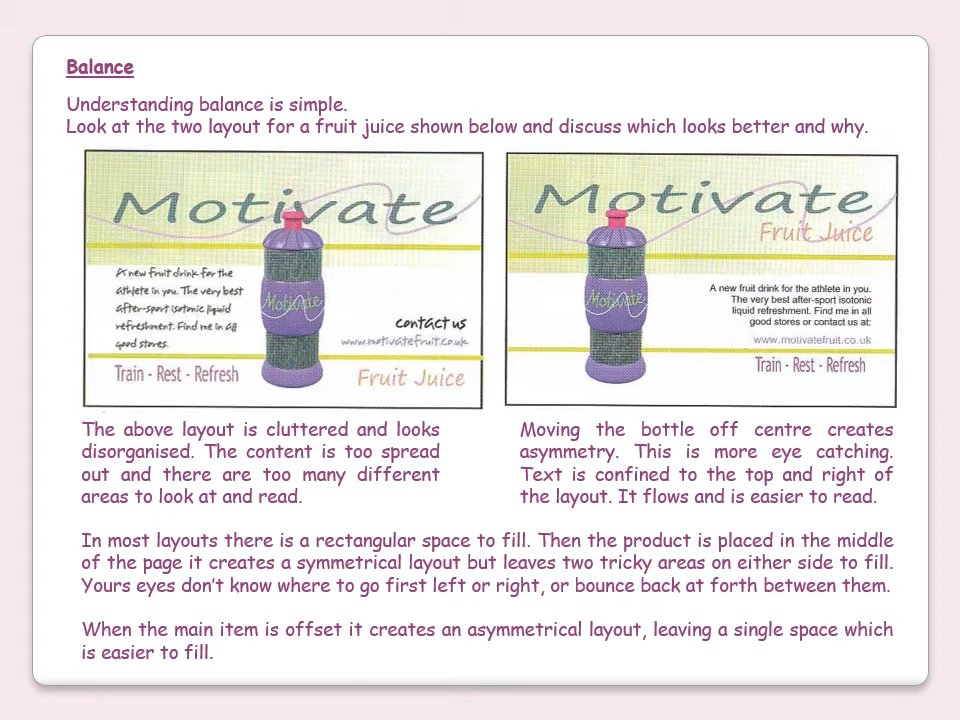 Balance
Understanding balance is simple.
Look at the two layout for a fruit juice shown below and discuss which looks better and why.
Motivate
A new fruit drink for the
athlete in you. The very best
after-sport isotonic liquid
refreshment. Find me in all
good stores.
Motivate
contact us
www.motivatefruit.co.uk
Train - Rest - Refresh
Fruit Juice
Motivate
Fruit Juice
Motivate
A new fruit drink for the athlete in you.
The very best after-sport isotonic
liquid refreshment. Find me in all
good stores or contact us at:
www.motivatefruit.co.uk
Train - Rest - Refresh
The above layout is cluttered and looks
disorganised. The content is too spread
out and there are too many different
areas to look at and read.
Moving the bottle off centre creates
asymmetry. This is more eye catching.
Text is confined to the top and right of
the layout. It flows and is easier to read.
In most layouts there is a rectangular space to fill. Then the product is placed in the middle
of the page it creates a symmetrical layout but leaves two tricky areas on either side to fill.
Yours eyes don't know where to go first left or right, or bounce back at forth between them.
When the main item is offset it creates an asymmetrical layout, leaving a single space which
is easier to fill.